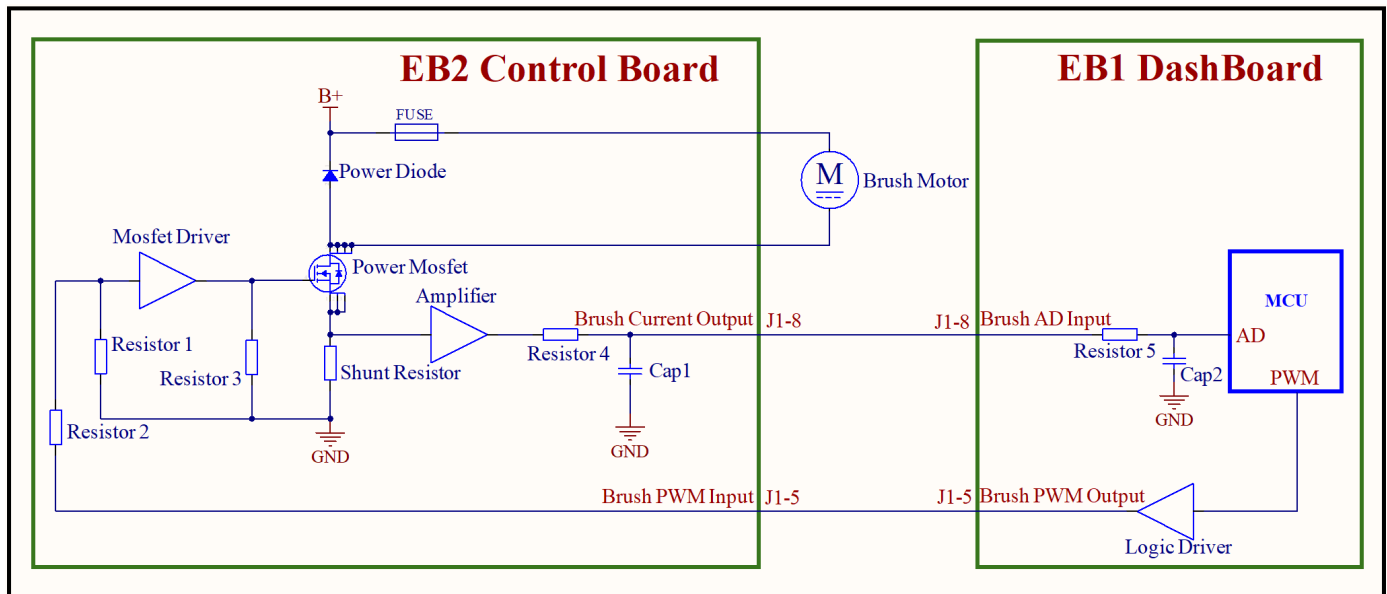 EB2 Control Board
EB1 DashBoard
B+
FUSE
Power Diode
M
Brush Motor
Mosfet Driver
Power Mosfet
Amplifier
MCU
Brush Current Output
J1-8
J1-8
Brush AD Input
AD
Resistor 1
Resistor 3
Shunt Resistor
Resistor 4
Cap1
Resistor 5
Cap2
PWM
Resistor 2
GND
GND
GND
Brush PWM Input
J1-5
J1-5
Brush PWM Output
Logic Driver